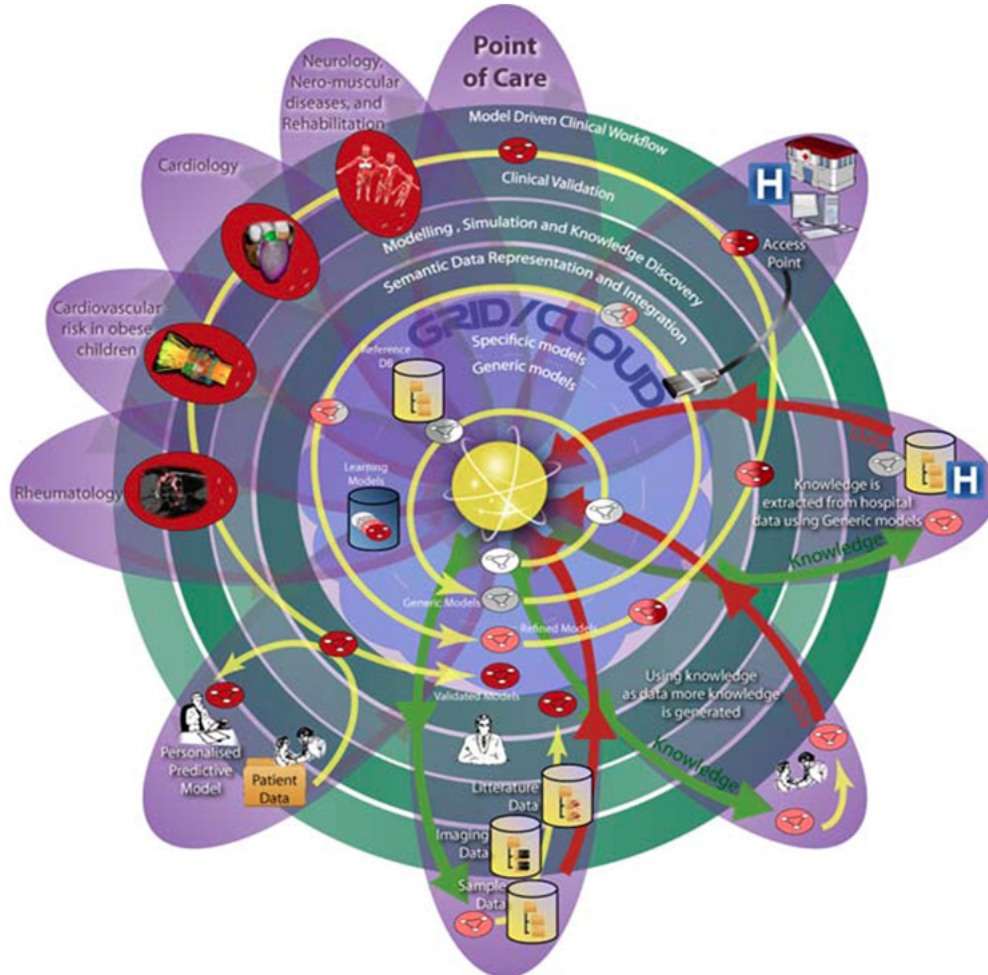 Point
of Care
Neurology,
Nero-muscular
diseases, and
Rehabilitation
Cardiology
Cardiovascular
risk in obese
children
Rheumatology
Model Driven Clinical Workflow
Clinical Validation
Modelling , Simulation and Knowledge Discovery
Semantic Data Representation and Integration
GRID/CLOUD
Specificic models
Generic models
Reference
DB
Learning
Models
H
Access
Point
Data
H
Knowledge is
extracted from hospital
data using Generic models
Knowledge
Generic Models
Refined Models
Validated Models
Using knowledge
as data more knowledge
is generated
Data
Knowledge
Personalised
Predictive
Model
Patient
Data
Litterature
Data
Imaging
Data
Sample
Data